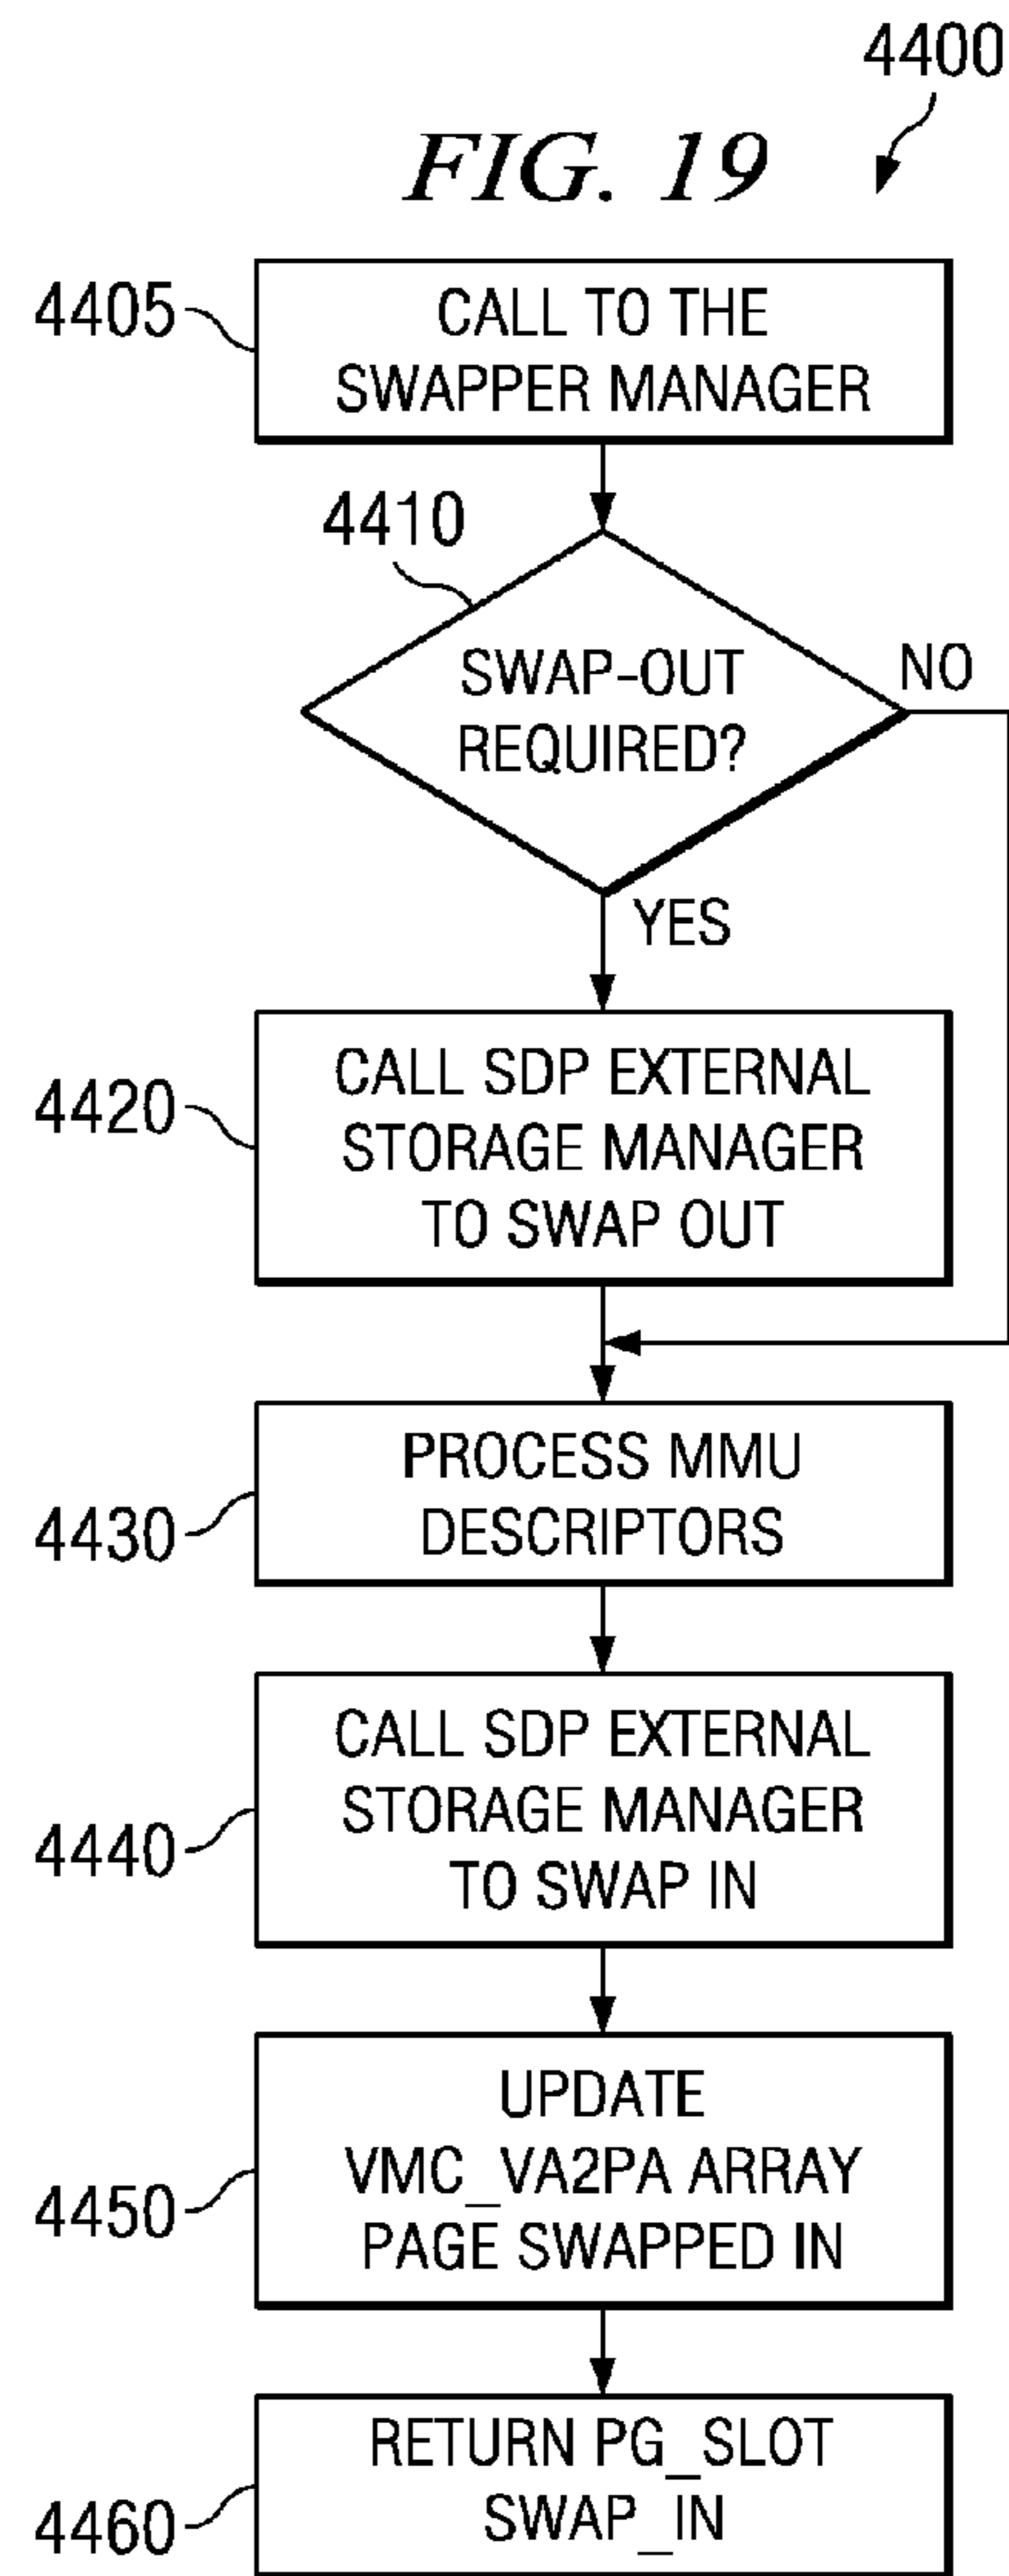 4400
FIG. 19
4405
CALL TO THE
SWAPPER MANAGER
4410
SWAP-OUT
REQUIRED?
NO
YES
4420
CALL SDP EXTERNAL
STORAGE MANAGER
TO SWAP OUT
4430
PROCESS MMU
DESCRIPTORS
4440
CALL SDP EXTERNAL
STORAGE MANAGER
TO SWAP IN
4450
UPDATE
VMC_VA2PA ARRAY
PAGE SWAPPED IN
4460
RETURN PG_SLOT
SWAP_IN